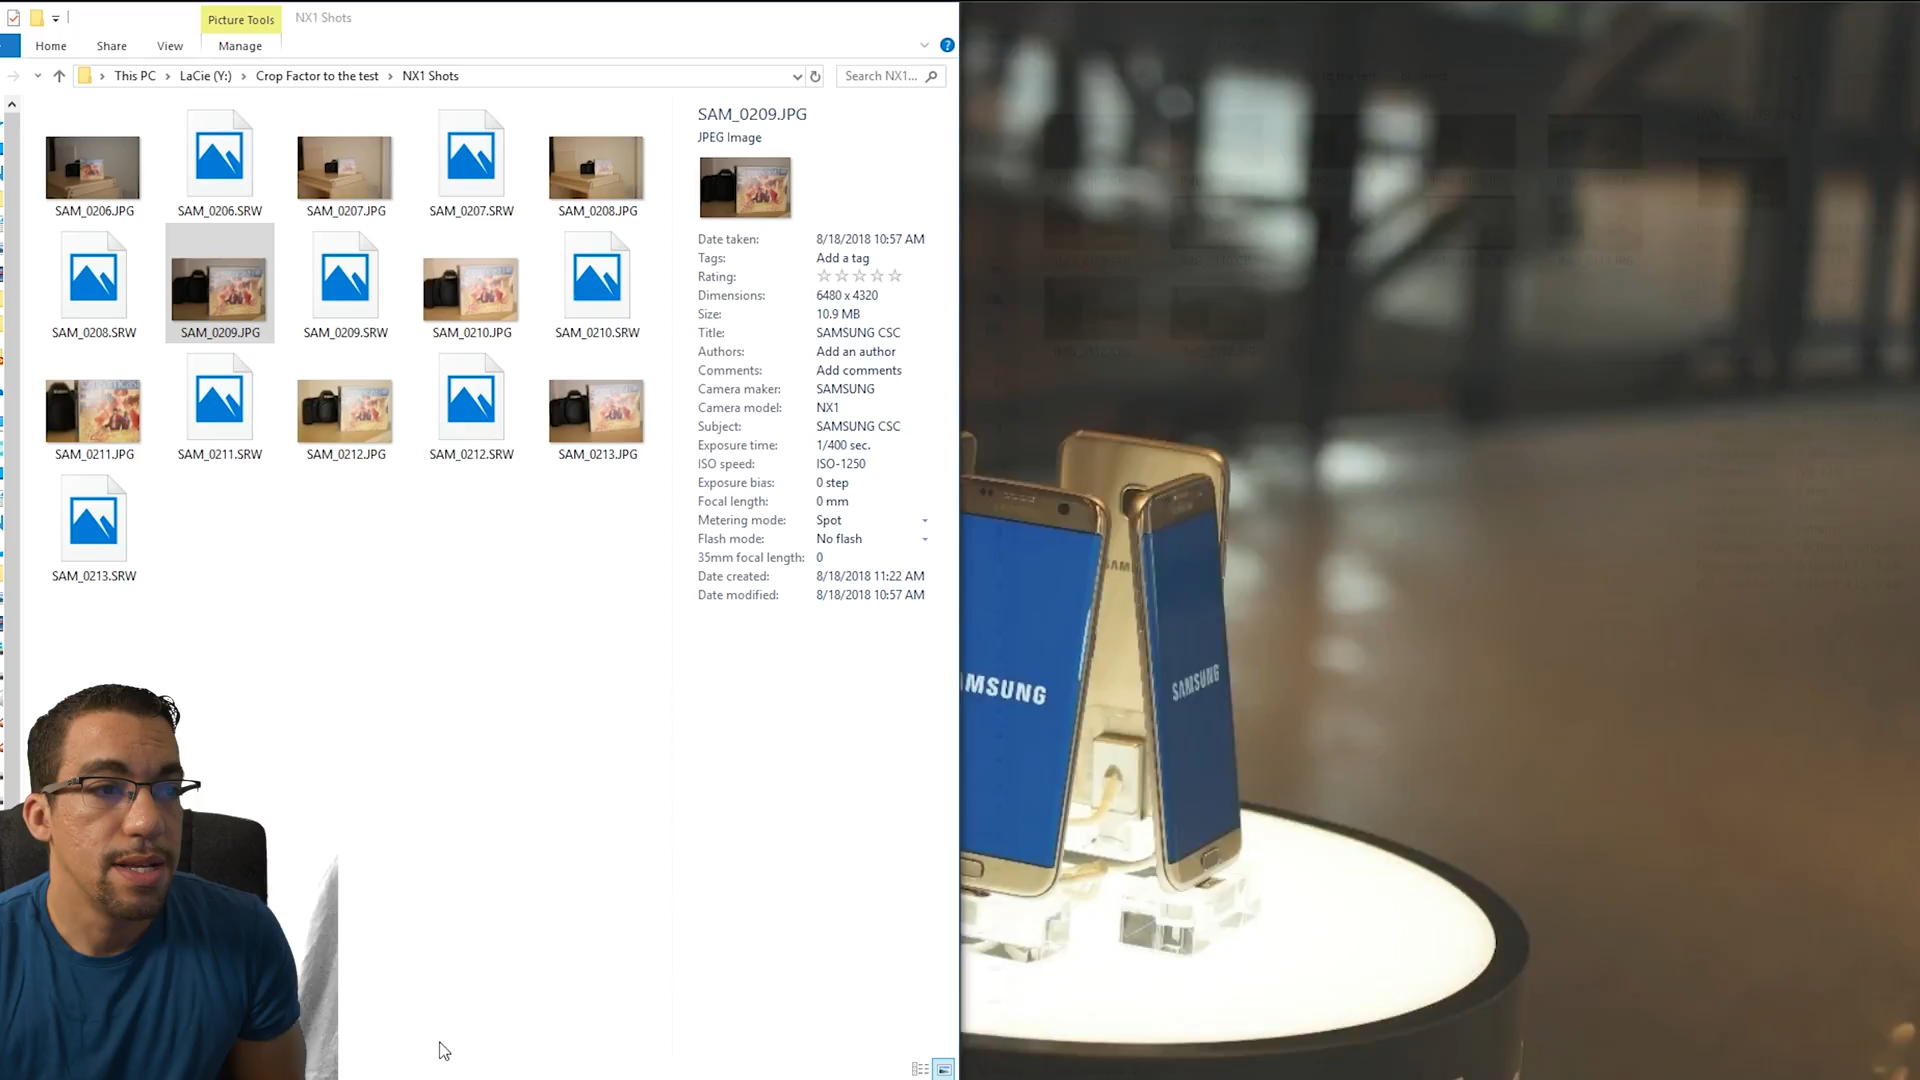 Picture Tools
NX1 Shots
Home
Share
View
Manage
This PC > LaCie (Y:) > Crop Factor to the test > NX1 Shots
Search NX1...
SAM_0206.JPG
SAM_0206.SRW
SAM_0207.JPG
SAM_0207.SRW
SAM_0208.JPG
SAM_0208.SRW
SAM_0209.JPG
SAM_0209.SRW
SAM_0210.JPG
SAM_0210.SRW
SAM_0211.JPG
SAM_0211.SRW
SAM_0212.JPG
SAM_0212.SRW
SAM_0213.JPG
SAM_0213.SRW
SAM_0209.JPG
JPEG Image
Date taken: 8/18/2018 10:57 AM
Tags: Add a tag
Rating:
Dimensions: 6480 x 4320
Size: 10.9 MB
Title: SAMSUNG CSC
Authors: Add an author
Comments: Add comments
Camera maker: SAMSUNG
Camera model: NX1
Subject: SAMSUNG CSC
Exposure time: 1/400 sec.
ISO speed: ISO-1250
Exposure bias: 0 step
Focal length: 0 mm
Metering mode: Spot
Flash mode: No flash
35mm focal length: 0
Date created: 8/18/2018 11:22 AM
Date modified: 8/18/2018 10:57 AM
SAM
AMSUNG
SAMSUNG